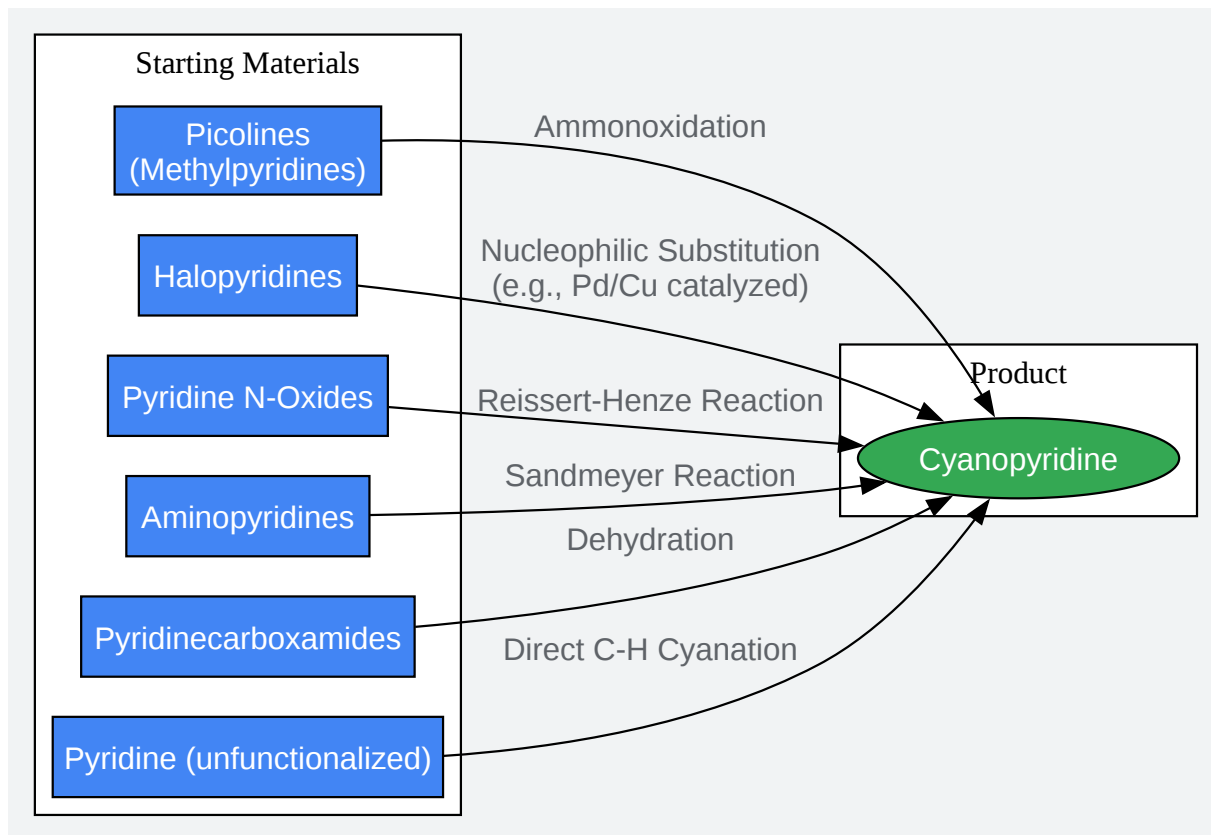 Starting Materials
Picolines
(Methylpyridines)
Ammonoxidation
Halopyridines
Nucleophilic Substitution
(e.g., Pd/Cu catalyzed)
Pyridine N-Oxides
Reissert-Henze Reaction
Aminopyridines
Sandmeyer Reaction
Pyridinecarboxamides
Dehydration
Pyridine (unfunctionalized)
Direct C-H Cyanation
Product
Cyanopyridine